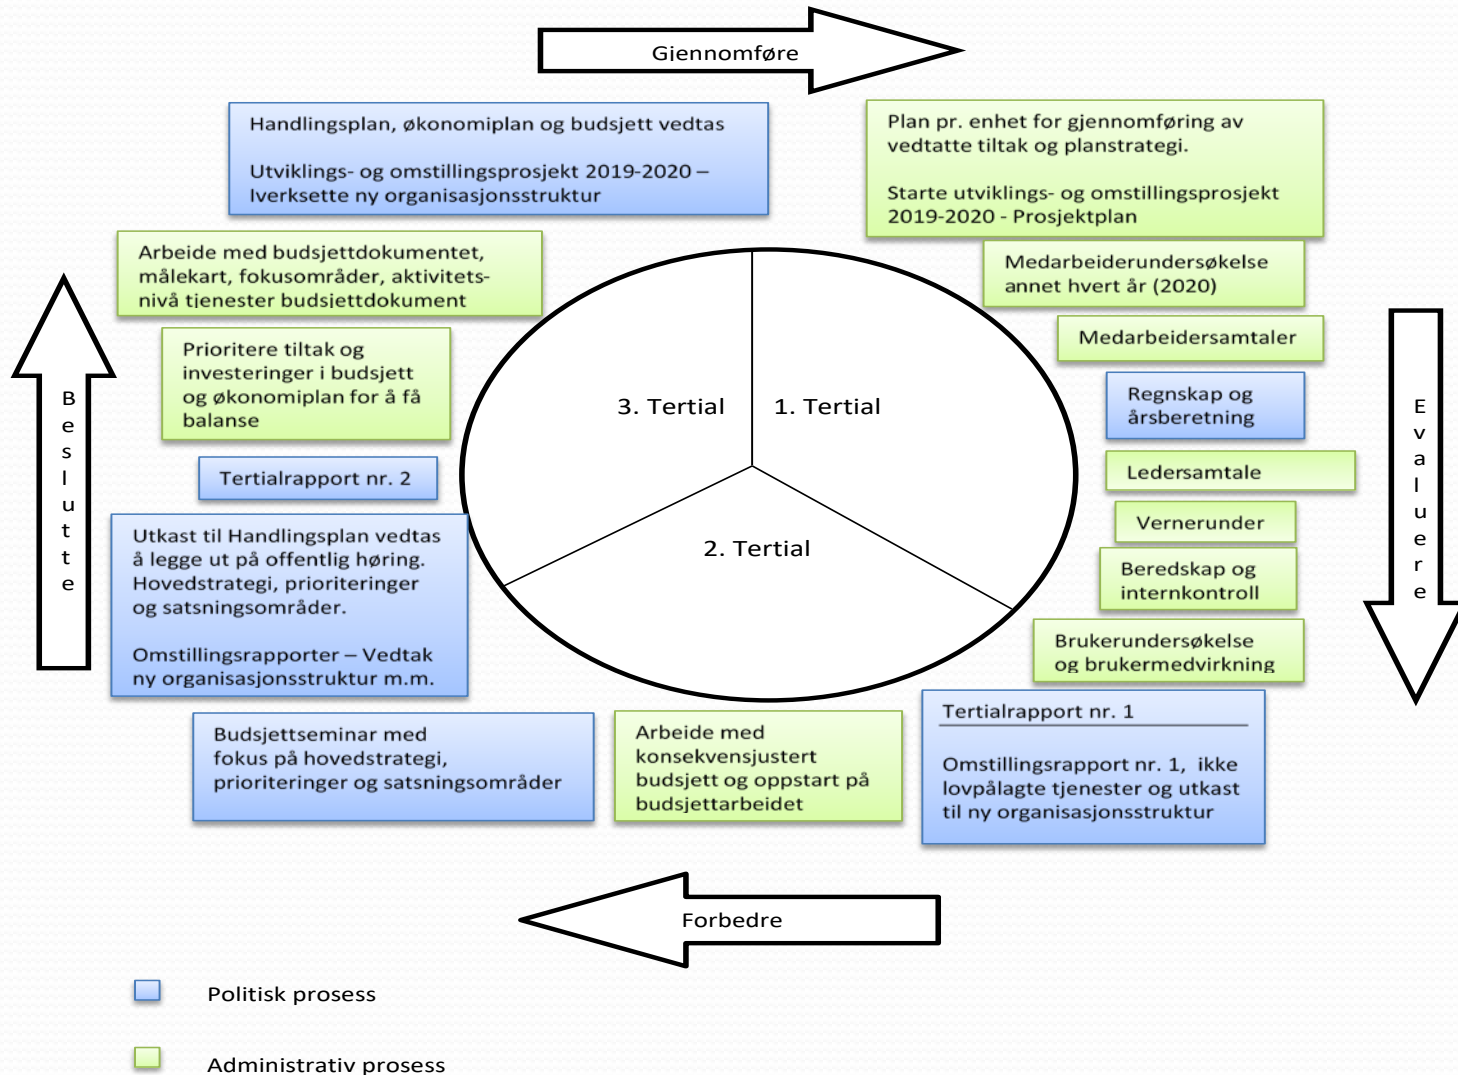 Gjennomføre
Handlingsplan, økonomiplan og budsjett vedtas
Utviklings- og omstillingsprosjekt 2019-2020 –
Iverksette ny organisasjonsstruktur
Plan pr. enhet for gjennomføring av
vedtatte tiltak og planstrategi.
Starte utviklings- og omstillingsprosjekt
2019-2020 - Prosjektplan
Medarbeiderundersøkelse
annet hvert år (2020)
Medarbeidersamtaler
Regnskap og
årsberetning
Ledersamtale
Vernerunder
Beredskap og
internkontroll
Brukerundersøkelse
og brukermedvirkning
Evaluere
Tertialrapport nr. 1
Omstillingsrapport nr. 1, ikke
lovpålagte tjenester og utkast
til ny organisasjonsstruktur
Arbeide med
konsekvensjustert
budsjett og oppstart på
budsjettarbeidet
Budsjettseminar med
fokus på hovedstrategi,
prioriteringer og satsningsområder
Forbedre
Utkast til Handlingsplan vedtas
å legge ut på offentlig høring.
Hovedstrategi, prioriteringer
og satsningsområder.
Omstillingsrapporter – Vedtak
ny organisasjonsstruktur m.m.
Tertialrapport nr. 2
Prioritere tiltak og
investeringer i budsjett
og økonomiplan for å få
balanse
Arbeide med budsjettdokumentet,
målekart, fokusområder, aktivitets-
nivå tjenester budsjettdokument
Beslutte
3. Tertial
1. Tertial
2. Tertial
Politisk prosess
Administrativ prosess